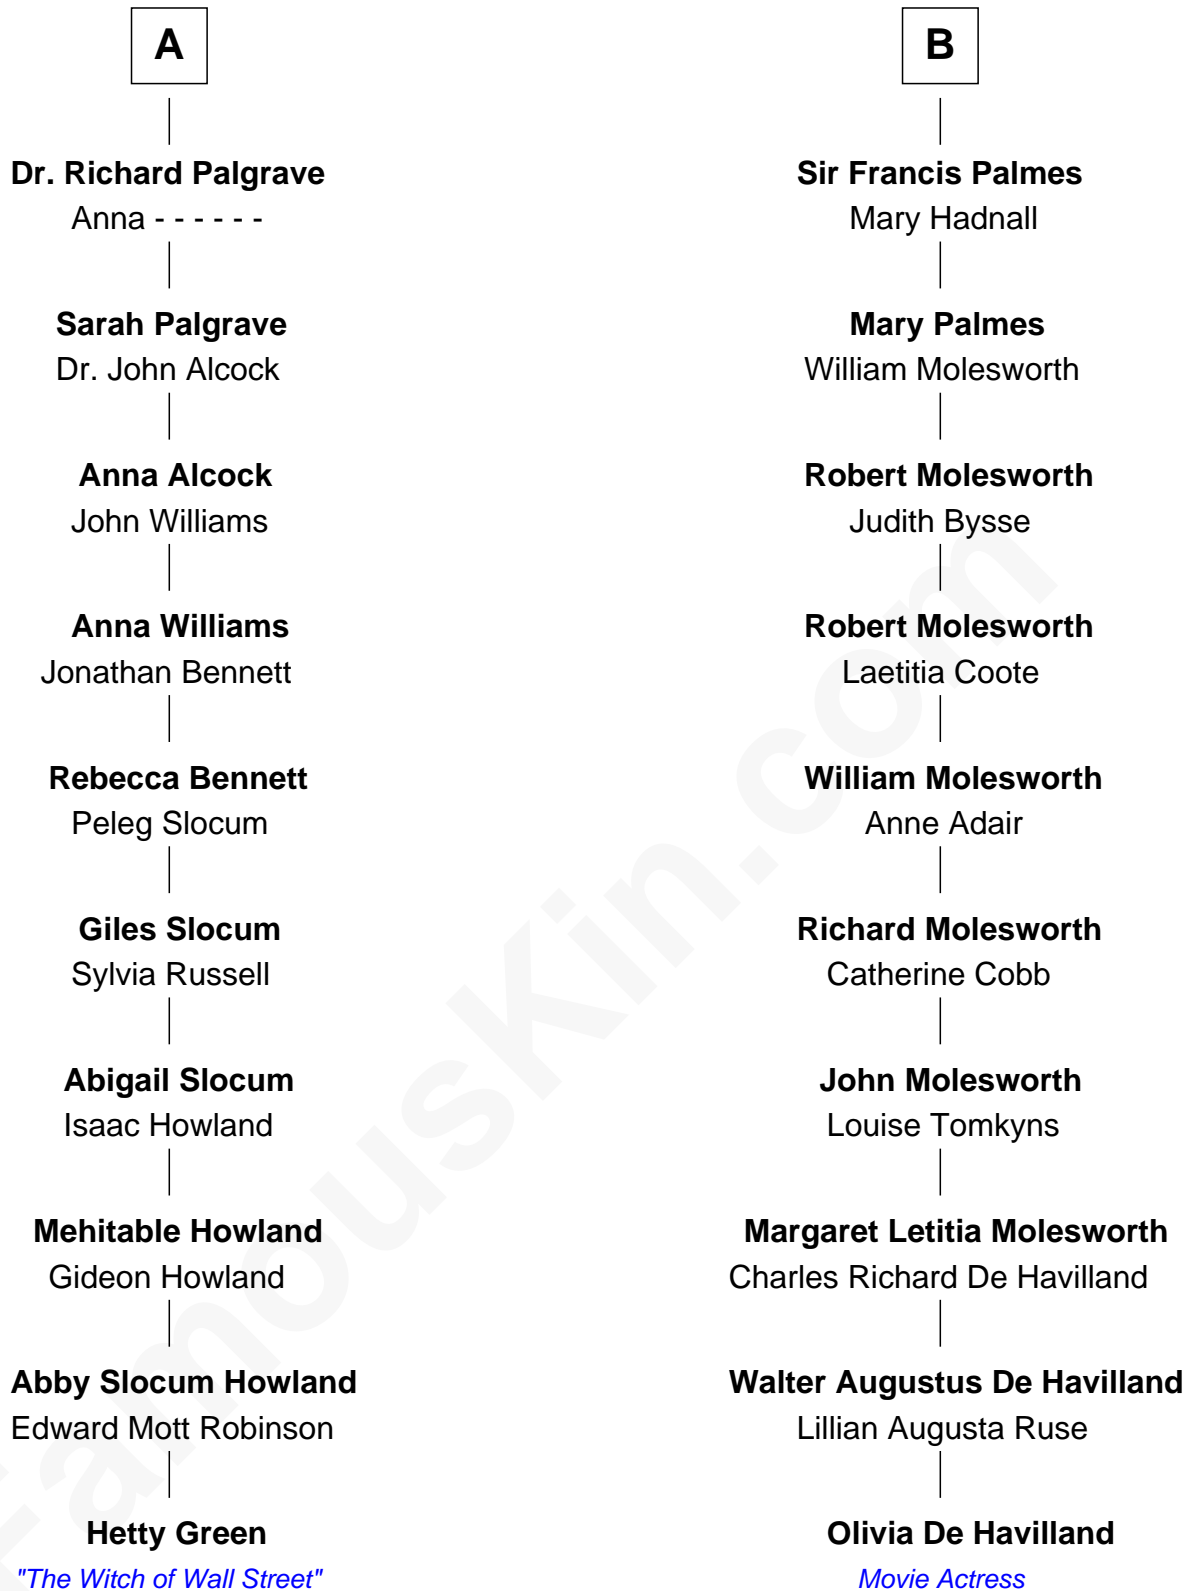 A
B
Dr. Richard Palgrave
Anna - - - - - -
Sir Francis Palmes
Mary Hadnall
Sarah Palgrave
Dr. John Alcock
Mary Palmes
William Molesworth
Anna Alcock
John Williams
Robert Molesworth
Judith Bysse
Anna Williams
Jonathan Bennett
Robert Molesworth
Laetitia Coote
Rebecca Bennett
Peleg Slocum
William Molesworth
Anne Adair
Giles Slocum
Sylvia Russell
Richard Molesworth
Catherine Cobb
Abigail Slocum
Isaac Howland
John Molesworth
Louise Tomkyns
Mehitable Howland
Gideon Howland
Margaret Letitia Molesworth
Charles Richard De Havilland
Abby Slocum Howland
Edward Mott Robinson
Walter Augustus De Havilland
Lillian Augusta Ruse
Hetty Green
"The Witch of Wall Street"
Olivia De Havilland
Movie Actress
FamousKin.com